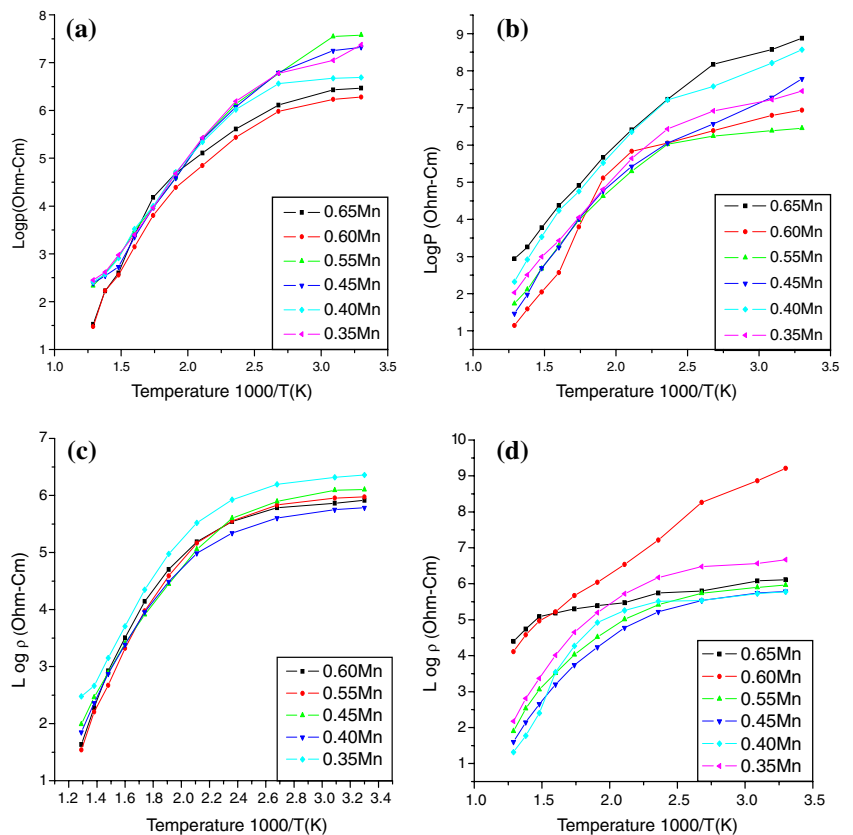 (a)
8
7
6
5
4
3
2
1
Logp(Ohm-Cm)
1.0
1.5
2.0
2.5
3.0
3.5
Temperature 1000/T(K)
0.65Mn
0.60Mn
0.55Mn
0.45Mn
0.40Mn
0.35Mn
(b)
9
8
7
6
5
4
3
2
1
LogP (Ohm-Cm)
1.0
1.5
2.0
2.5
3.0
3.5
Temperature 1000/T(K)
0.65Mn
0.60Mn
0.55Mn
0.45Mn
0.40Mn
0.35Mn
(c)
7
6
5
4
3
2
1
L og ρ (Ohm-Cm)
1.2 1.4 1.6 1.8 2.0 2.2 2.4 2.6 2.8 3.0 3.2 3.4
Temperature 1000/T(K)
0.60Mn
0.55Mn
0.45Mn
0.40Mn
0.35Mn
(d)
10
9
8
7
6
5
4
3
2
1
L og ρ (Ohm-Cm)
1.0
1.5
2.0
2.5
3.0
3.5
Temperature 1000/T(K)
0.65Mn
0.60Mn
0.55Mn
0.45Mn
0.40Mn
0.35Mn